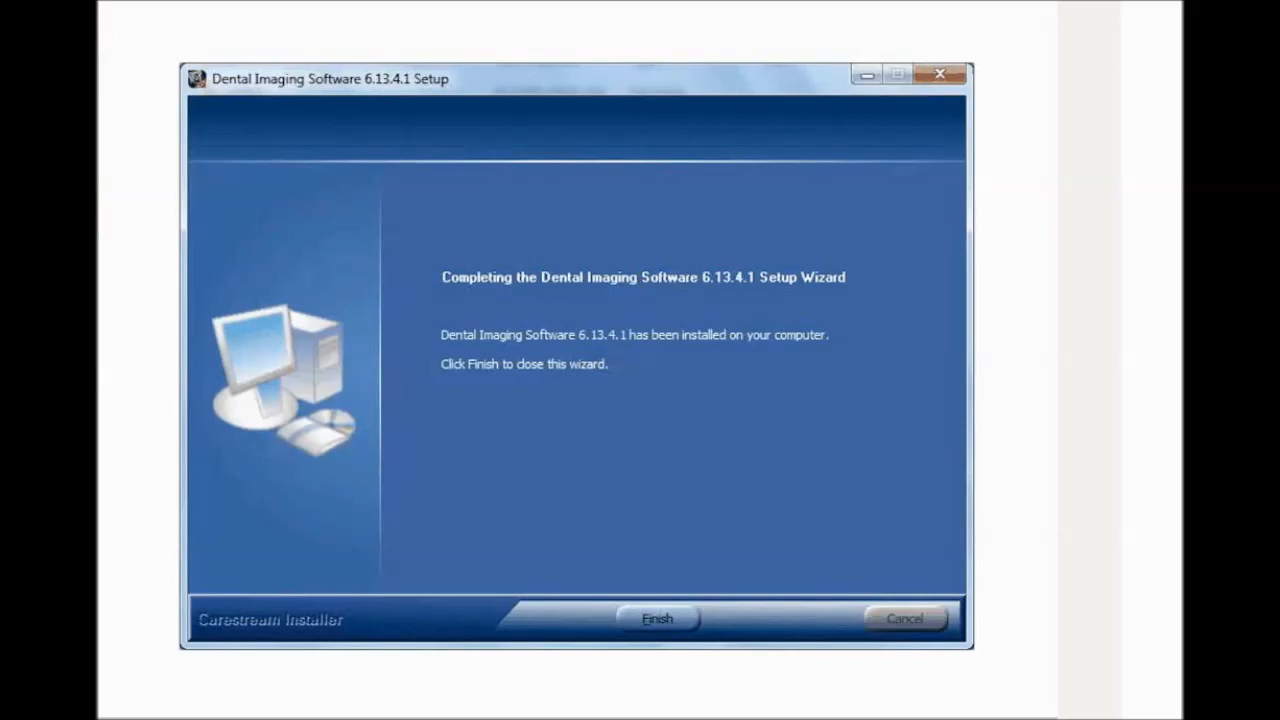 Dental Imaging Software 6.13.4.1 Setup
Completing the Dental Imaging Software 6.13.4.1 Setup Wizard
Dental Imaging Software 6.13.4.1 has been installed on your computer.
Click Finish to close this wizard.
Carestream Installer
Finish
Cancel